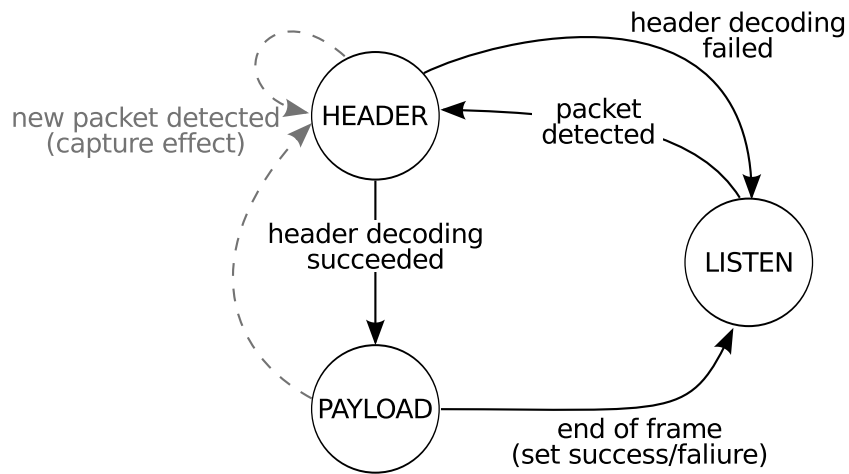 header decoding
failed
new packet detected
(capture effect)
HEADER
packet
detected
header decoding
succeeded
LISTEN
PAYLOAD
end of frame
(set success/faliure)